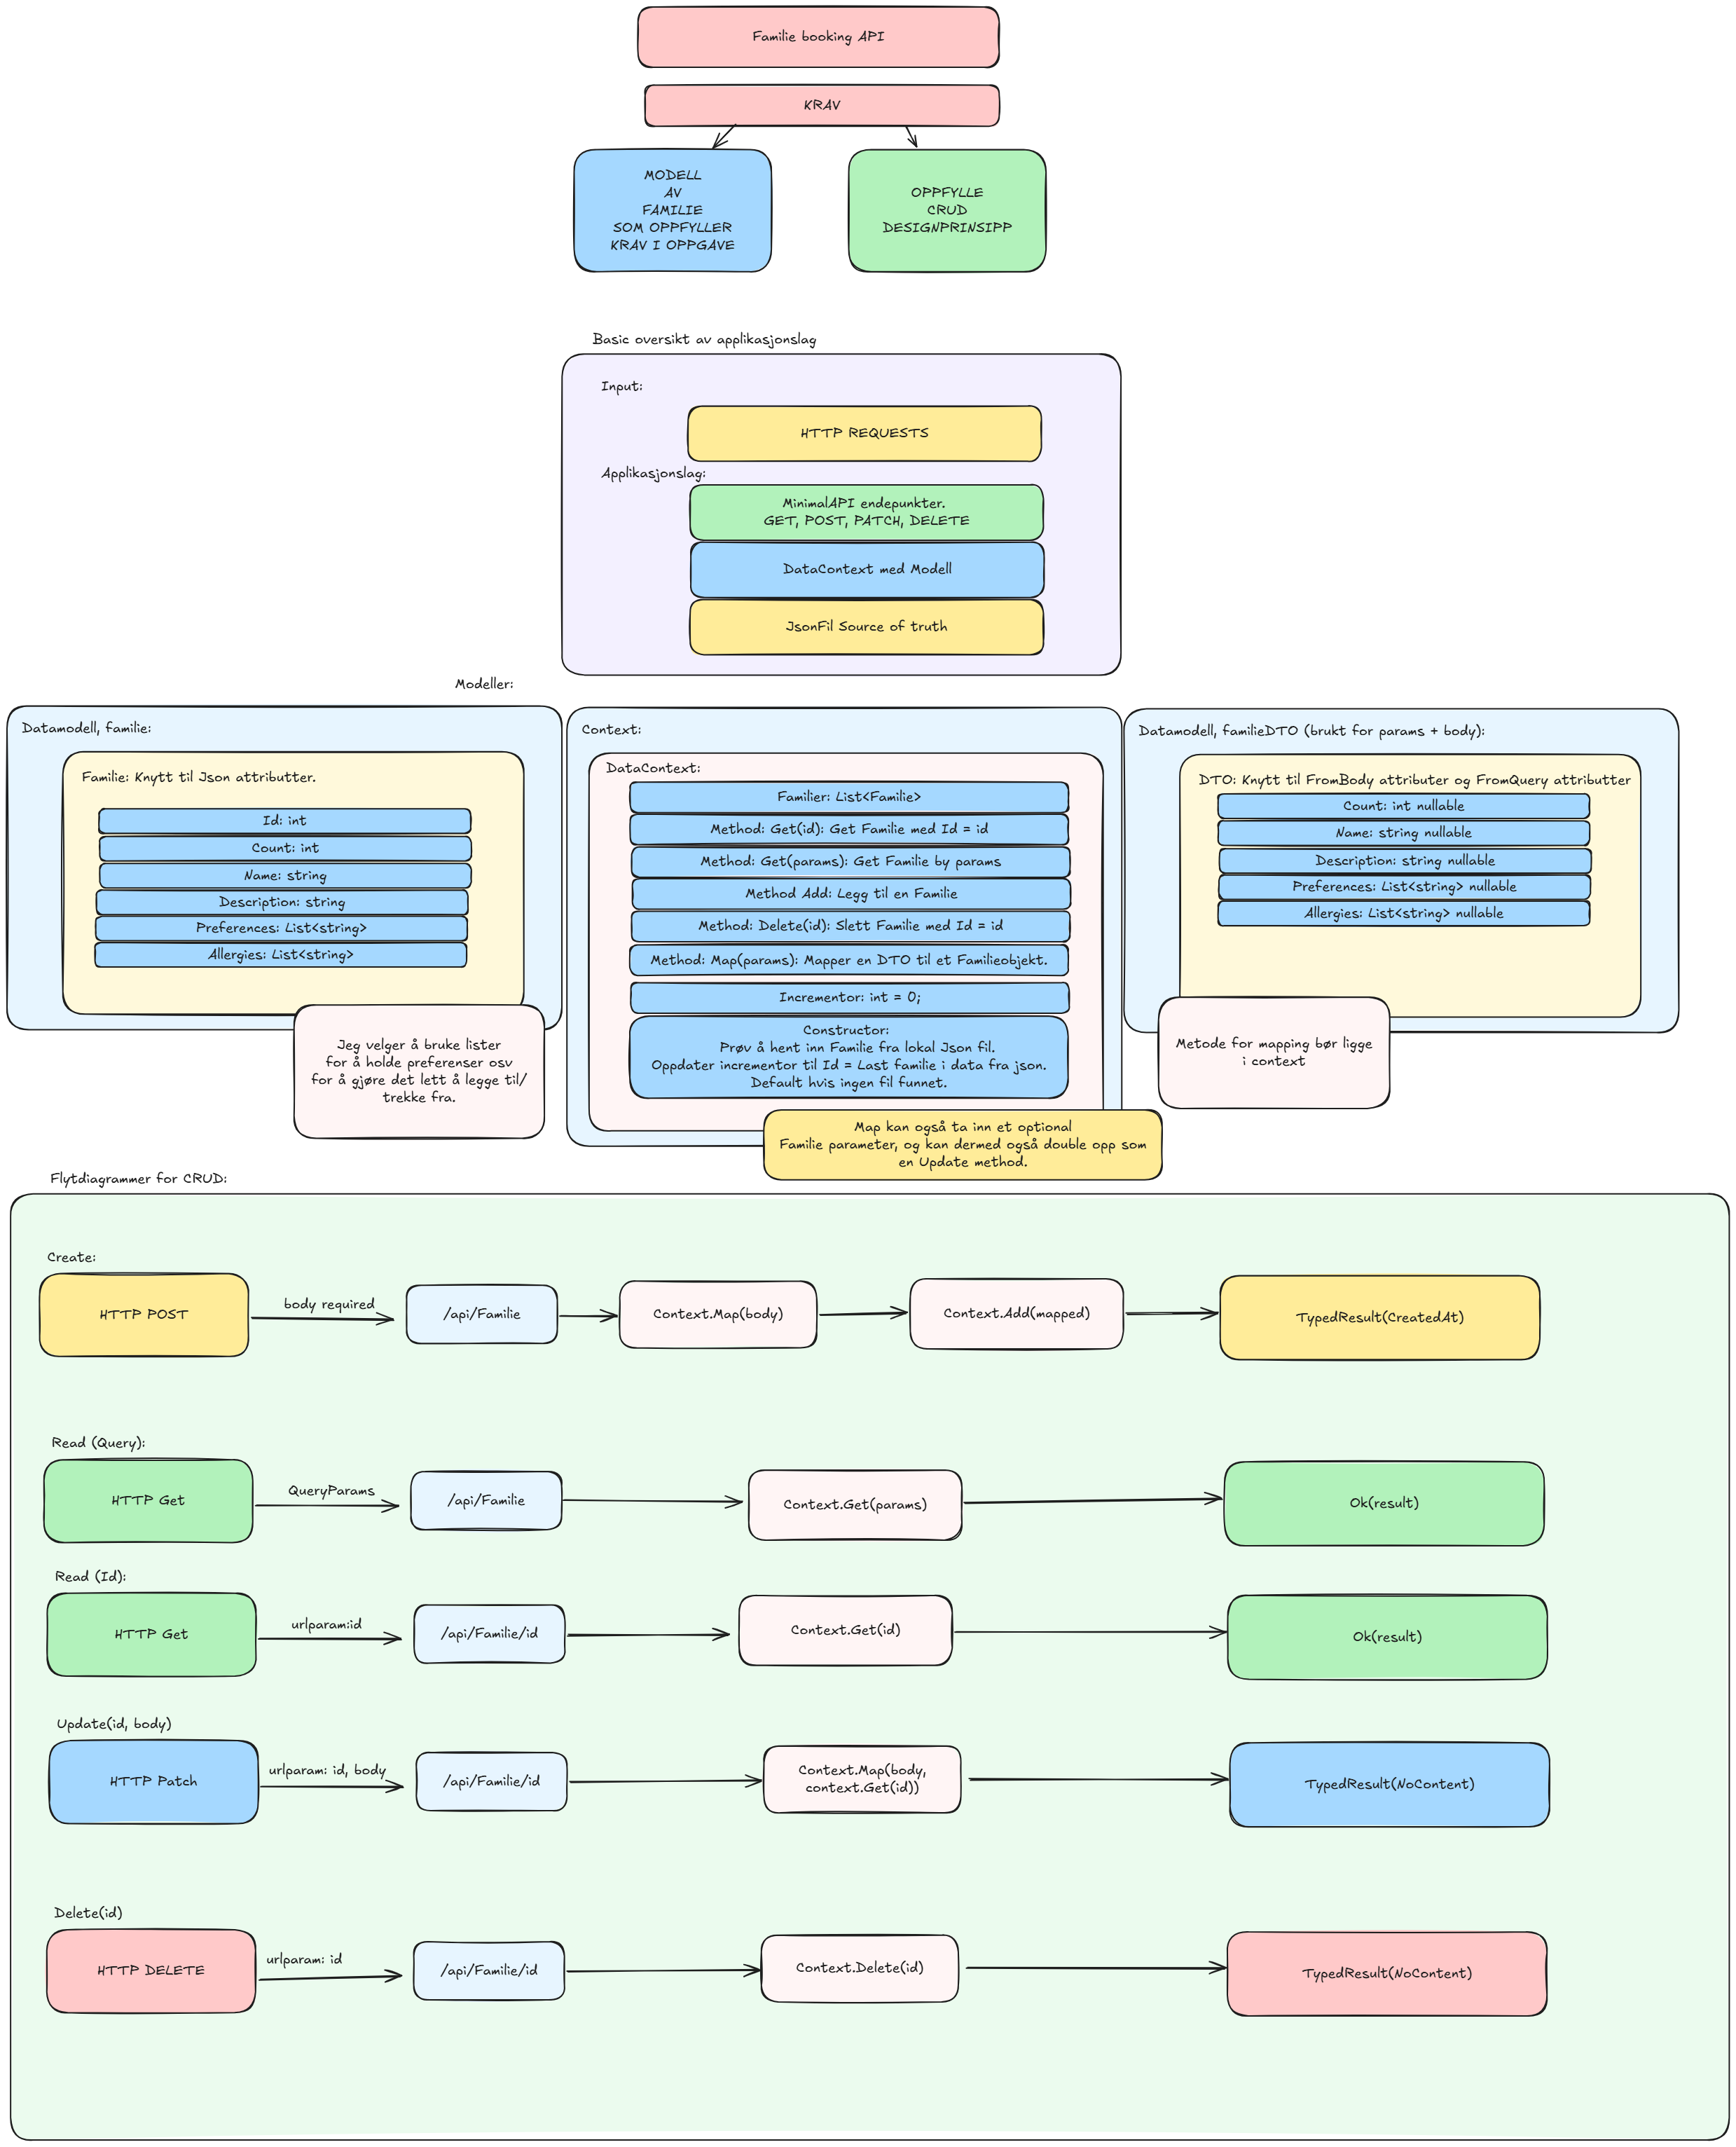 Familie booking API
KRAV
MODELL
AV
FAMILIE
SOM OPPFYLLER
KRAV I OPPGAVE
OPPFYLLE
CRUD
DESIGNPRINSIPP
Basic oversikt av applikasjonslag
Input:
HTTP REQUESTS
Applikasjonslag:
MinimalAPI endepunkter.
GET, POST, PATCH, DELETE
DataContext med Modell
JsonFil Source of truth
Modeller:
Datamodell, familie:
Familie: Knytt til Json attributter.
Id: int
Count: int
Name: string
Description: string
Preferences: List<string>
Allergies: List<string>
Jeg velger å bruke lister
for å holde preferenser osv
for å gjøre det lett å legge til/
trekke fra.
Context:
DataContext:
Familier: List<Familie>
Method: Get(id): Get Familie med Id = id
Method: Get(params): Get Familie by params
Method Add: Legg til en Familie
Method: Delete(id): Slett Familie med Id = id
Method: Map(params): Mapper en DTO til et Familieobjekt.
Incrementor: int = 0;
Constructor:
Prøv å hent inn Familie fra lokal Json fil.
Oppdater incrementor til Id = Last familie i data fra json.
Default hvis ingen fil funnet.
Map kan også ta inn et optional
Familie parameter, og kan dermed også double opp som
en Update method.
Datamodell, familieDTO (brukt for params + body):
DTO: Knytt til FromBody attributer og FromQuery attributter
Count: int nullable
Name: string nullable
Description: string nullable
Preferences: List<string> nullable
Allergies: List<string> nullable
Metode for mapping bør ligge
i context
Flytdiagrammer for CRUD:
Create:
HTTP POST
body required
/api/Familie
Context.Map(body)
Context.Add(mapped)
TypedResult(CreatedAt)
Read (Query):
HTTP Get
QueryParams
/api/Familie
Context.Get(params)
Ok(result)
Read (Id):
HTTP Get
urlparam:id
/api/Familie/id
Context.Get(id)
Ok(result)
Update(id, body)
HTTP Patch
urlparam: id, body
/api/Familie/id
Context.Map(body,
context.Get(id))
TypedResult(NoContent)
Delete(id)
HTTP DELETE
urlparam: id
/api/Familie/id
Context.Delete(id)
TypedResult(NoContent)